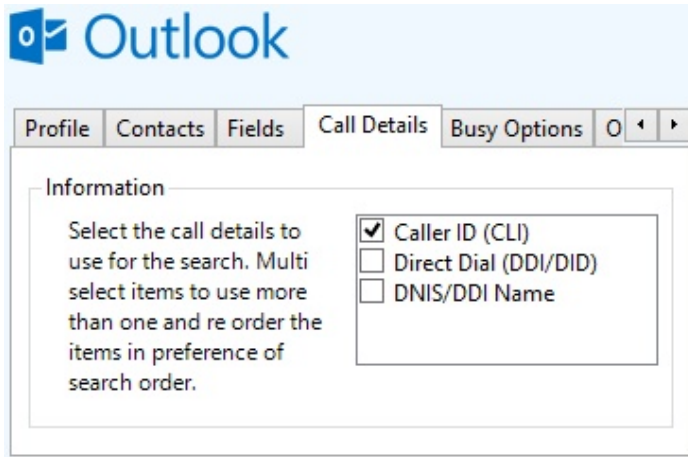 Outlook
Profile Contacts Fields Call Details Busy Options O
Information
Select the call details to
use for the search. Multi
select items to use more
than one and re order the
items in preference of
search order.
Caller ID (CLI)
Direct Dial (DDI/DID)
DNIS/DDI Name